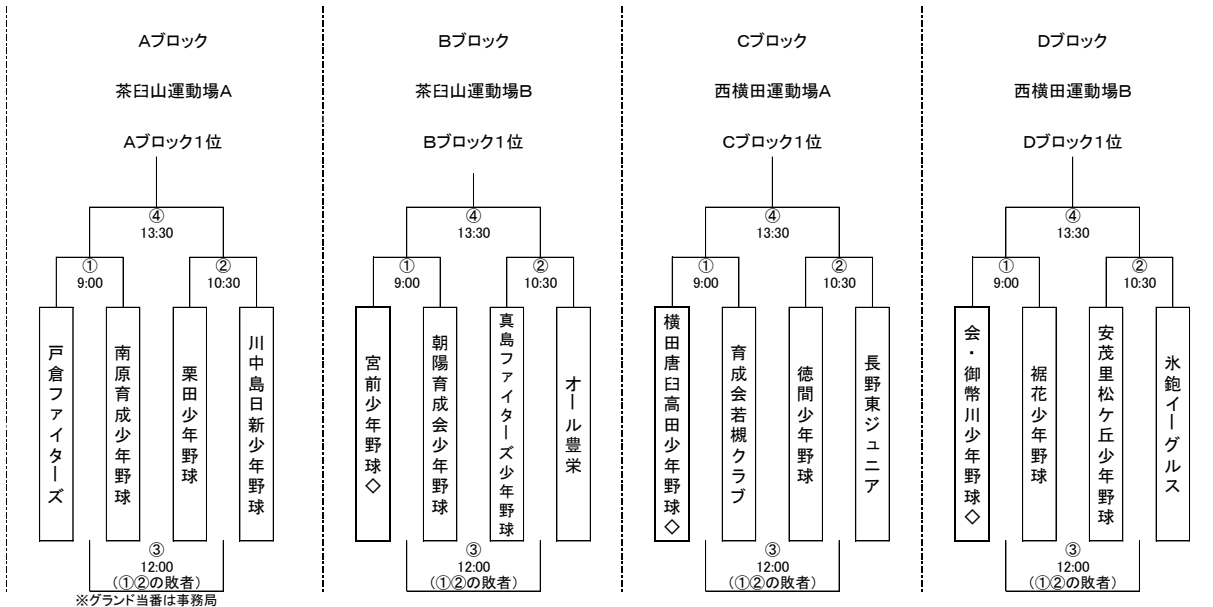 Aブロック
茶臼山運動場A
Aブロック1位
④
13:30
①
9:00
②
10:30
戸倉ファイターズ
南原育成少年野球
栗田少年野球
川中島日新少年野球
③
12:00
(①②の敗者)
※グランド当番は事務局
Bブロック
茶臼山運動場B
Bブロック1位
④
13:30
①
9:00
②
10:30
宮前少年野球◇
朝陽育成会少年野球
真島ファイターズ少年野球
オール豊栄
③
12:00
(①②の敗者)
Cブロック
西横田運動場A
Cブロック1位
④
13:30
①
9:00
②
10:30
横田唐臼高田少年野球◇
育成会若槻クラブ
徳間少年野球
長野東ジュニア
③
12:00
(①②の敗者)
Dブロック
西横田運動場B
Dブロック1位
④
13:30
①
9:00
②
10:30
会・御幣川少年野球◇
裾花少年野球
安茂里松ケ丘少年野球
氷鉋イーグルス
③
12:00
(①②の敗者)